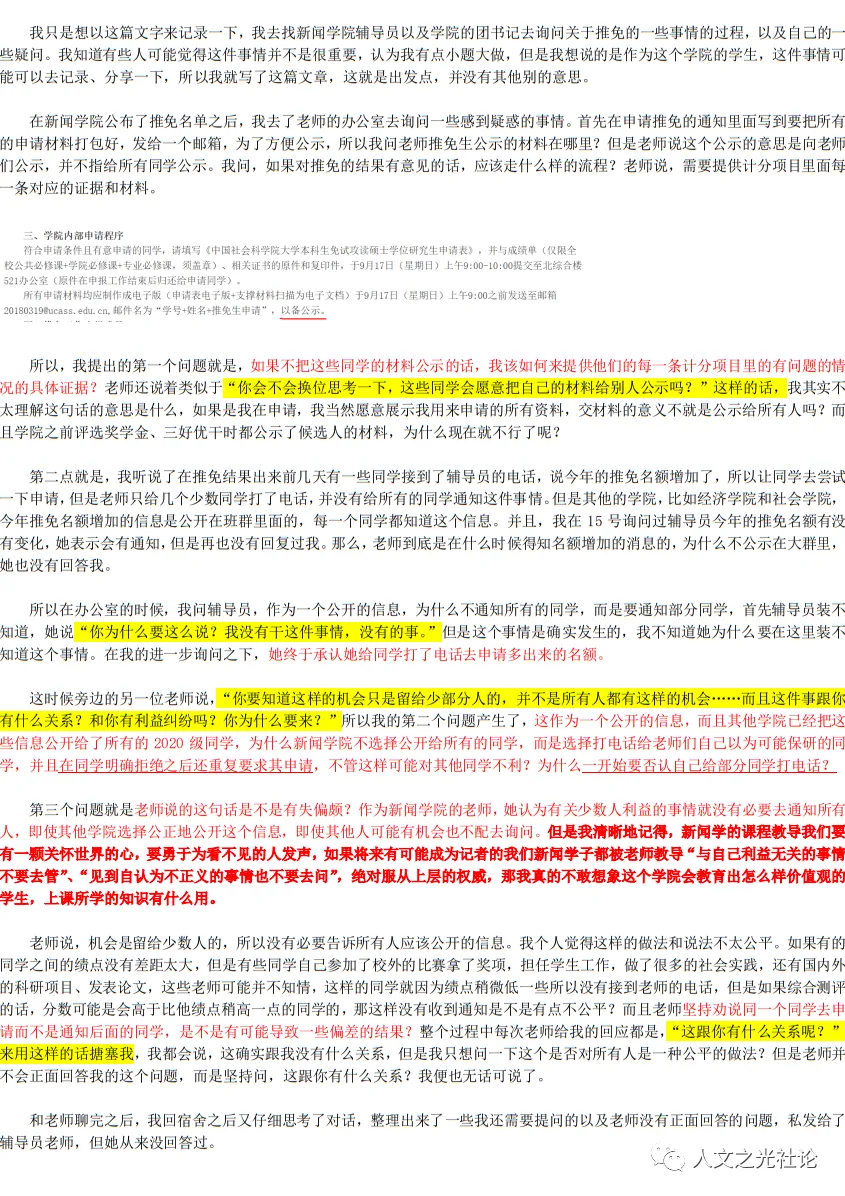 我只是想以这篇文字来记录一下，我去找新闻学院辅导员以及学院的团书记去询问关于推免的一些事情的过程，以及自己的一
些疑问。我知道有些人可能觉得这件事情并不是很重要，认为我有点小题大做，但是我想说的是作为这个学院的学生，这件事情可
能可以去记录、分享一下，所以我就写了这篇文章，这就是出发点，并没有其他别的意思。
在新闻学院公布了推免名单之后，我去了老师的办公室去询问一些感到疑惑的事情。首先在申请推免的通知里面写到要把所有
的申请材料打包好，发给一个邮箱，为了方便公示，所以我问老师推免生公示的材料在哪里？但是老师说这个公示的意思是向老师
们公示，并不指给所有同学公示。我问，如果对推免的结果有意见的话，应该走什么样的流程？老师说，需要提供计分项目里面每
一条对应的证据和材料。
三、学院内部申请程序
符合申请条件且有意申请的同学，请填写《中国社会科学院大学本科生免试攻读硕士学位研究生申请表》，并与成绩单（仅限全
校公共必修课+学院必修课+专业必修课，须盖章）、相关证书的原件和复印件，于9月17日（星期日）上午9:00-10:00提交至北综合楼
521办公室（原件在申报工作结束后归还给申请同学）。
所有申请材料均应制作成电子版（申请表电子版+支撑材料扫描为电子文档）于9月17日（星期日）上午9:00之前发送至邮箱
20180319@ucass.edu.cn,邮件名为“学号+姓名+推免生申请”，以备公示。
所以，我提出的第一个问题就是，如果不把这些同学的材料公示的话，我该如何来提供他们的每一条计分项目里的有问题的情
况的具体证据？老师还说着类似于“你会不会换位思考一下，这些同学会愿意把自己的材料给别人公示吗？”这样的话，我其实不
太理解这句话的意思是什么，如果是我在申请，我当然愿意展示我用来申请的所有资料，交材料的意义不就是公示给所有人吗？而
且学院之前评选奖学金、三好优干时都公示了候选人的材料，为什么现在就不行了呢？
第二点就是，我听说了在推免结果出来前几天有一些同学接到了辅导员的电话，说今年的推免名额增加了，所以让同学去尝试
一下申请，但是老师只给几个少数同学打了电话，并没有给所有的同学通知这件事情。但是其他的学院，比如经济学院和社会学院，
今年推免名额增加的信息是公开在班群里面的，每一个同学都知道这个信息。并且，我在 15 号询问过辅导员今年的推免名额有没
有变化，她表示会有通知，但是再也没有回复过我。那么，老师到底是在什么时候得知名额增加的消息的，为什么不公示在大群里，
她也没有回答我。
所以在办公室的时候，我问辅导员，作为一个公开的信息，为什么不通知所有的同学，而是要通知部分同学，首先辅导员装不
知道，她说“你为什么要这么说？我没有干这件事情，没有的事。”但是这个事情是确实发生的，我不知道她为什么要在这里装不
知道这个事情。在我的进一步询问之下，她终于承认她给同学打了电话去申请多出来的名额。
这时候旁边的另一位老师说，“你要知道这样的机会只是留给少部分人的，并不是所有人都有这样的机会……而且这件事跟你
有什么关系？和你有利益纠纷吗？你为什么要来？”所以我的第二个问题产生了，这作为一个公开的信息，而且其他学院已经把这
些信息公开给了所有的 2020 级同学，为什么新闻学院不选择公开给所有的同学，而是选择打电话给老师们自己以为可能保研的同
学，并且在同学明确拒绝之后还重复要求其申请，不管这样可能对其他同学不利？为什么一开始要否认自己给部分同学打电话？
第三个问题就是老师说的这句话是不是有失偏颇？作为新闻学院的老师，她认为有关少数人利益的事情就没有必要去通知所有
人，即使其他学院选择公正地公开这个信息，即使其他人可能有机会也不配去询问。但是我清晰地记得，新闻学的课程教导我们要
有一颗关怀世界的心，要勇于为看不见的人发声，如果将来有可能成为记者的我们新闻学子都被老师教导“与自己利益无关的事情
不要去管”、“见到自认为不正义的事情也不要去问”，绝对服从上层的权威，那我真的不敢想象这个学院会教育出怎么样价值观的
学生，上课所学的知识有什么用。
老师说，机会是留给少数人的，所以没有必要告诉所有人应该公开的信息。我个人觉得这样的做法和说法不太公平。如果有的
同学之间的绩点没有差距太大，但是有些同学自己参加了校外的比赛拿了奖项，担任学生工作，做了很多的社会实践，还有国内外
的科研项目、发表论文，这些老师可能并不知情，这样的同学就因为绩点稍微低一些所以没有接到老师的电话，但是如果综合测评
的话，分数可能是会高于比他绩点稍高一点的同学的，那这样没有收到通知是不是有点不公平？而且老师坚持劝说同一个同学去申
请而不是通知后面的同学，是不是有可能导致一些偏差的结果？整个过程中每次老师给我的回应都是，“这跟你有什么关系呢？”
来用这样的话搪塞我，我都会说，这确实跟我没有什么关系，但是我只想问一下这个是否对所有人是一种公平的做法？但是老师并
不会正面回答我的这个问题，而是坚持问，这跟你有什么关系？我便也无话可说了。
和老师聊完之后，我回宿舍之后又仔细思考了对话，整理出来了一些我还需要提问的以及老师没有正面回答的问题，私发给了
辅导员老师，但她从来没回答过。
人文之光社论